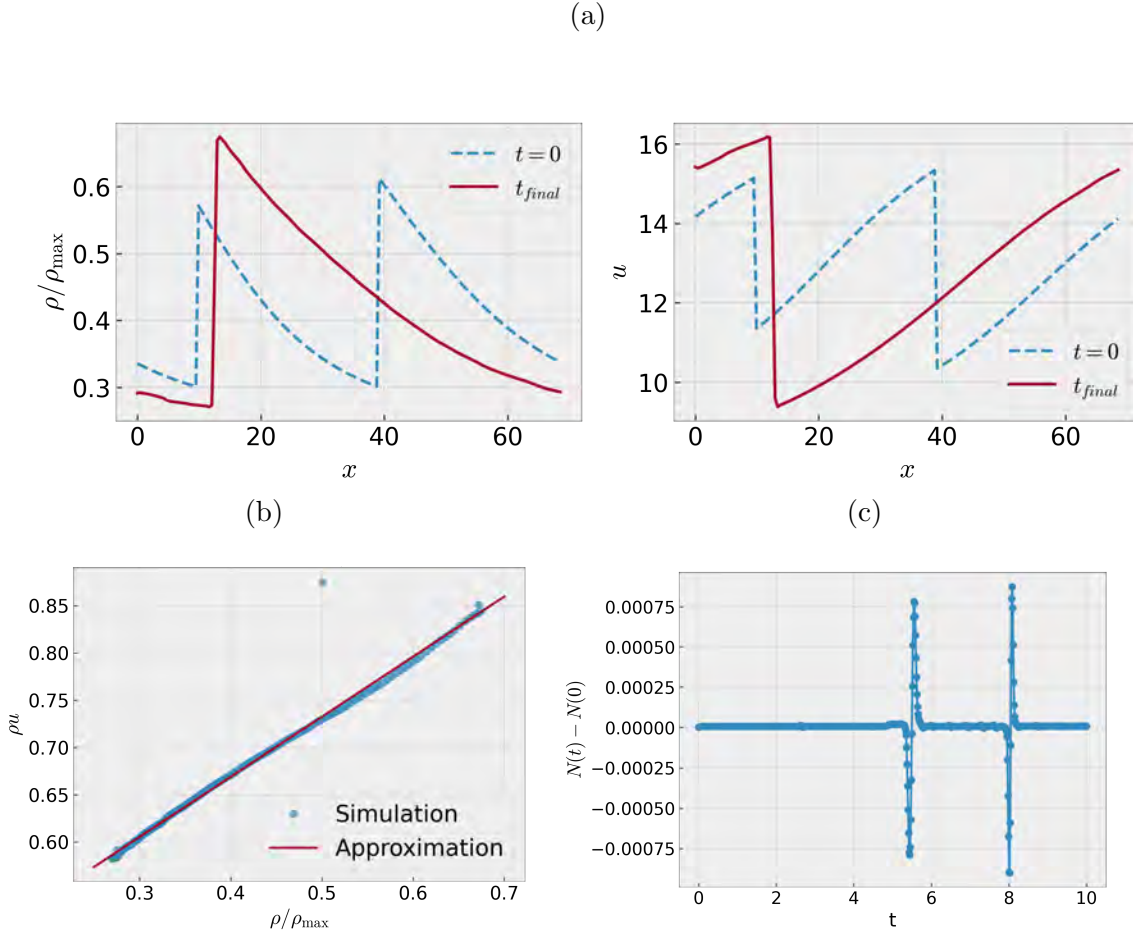 (a)
0.6
0.5
0.4
0.3
ρ/ρmax
0 20 40 60
x
t = 0
tfinal
16
14
12
10
u
0 20 40 60
x
t = 0
tfinal
(b)
(c)
0.85
0.80
0.75
0.70
0.65
0.60
ρu
Simulation
Approximation
0.3 0.4 0.5 0.6 0.7
ρ/ρmax
0.00075
0.00050
0.00025
0.00000
−0.00025
−0.00050
−0.00075
N(t) − N(0)
0 2 4 6 8 10
t